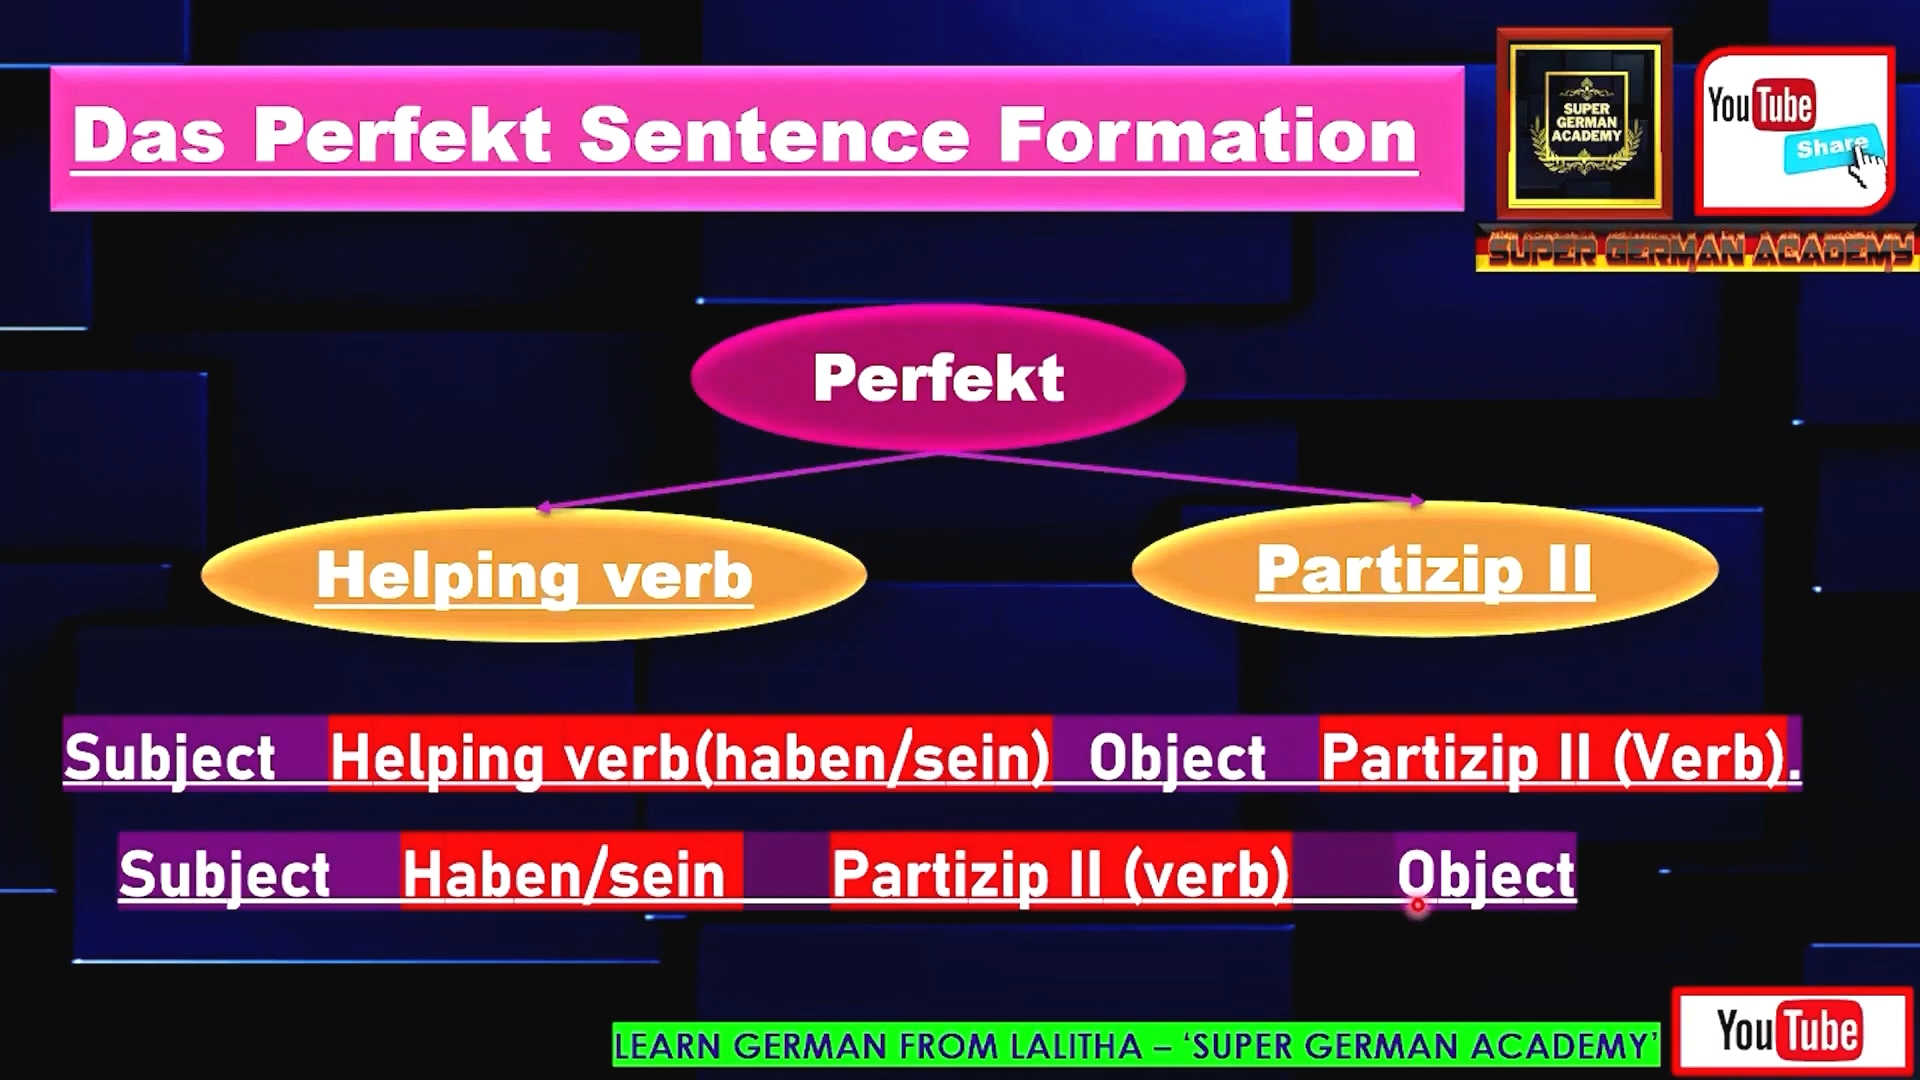 Das Perfekt Sentence Formation
SUPER
GERMAN
ACADEMY
YouTube
Share
SUPER GERMAN ACADEMY
Perfekt
Helping verb
Partizip II
Subject Helping verb(haben/sein) Object Partizip II (Verb).
Subject Haben/sein Partizip II (verb) Object
LEARN GERMAN FROM LALITHA – ‘SUPER GERMAN ACADEMY’
YouTube